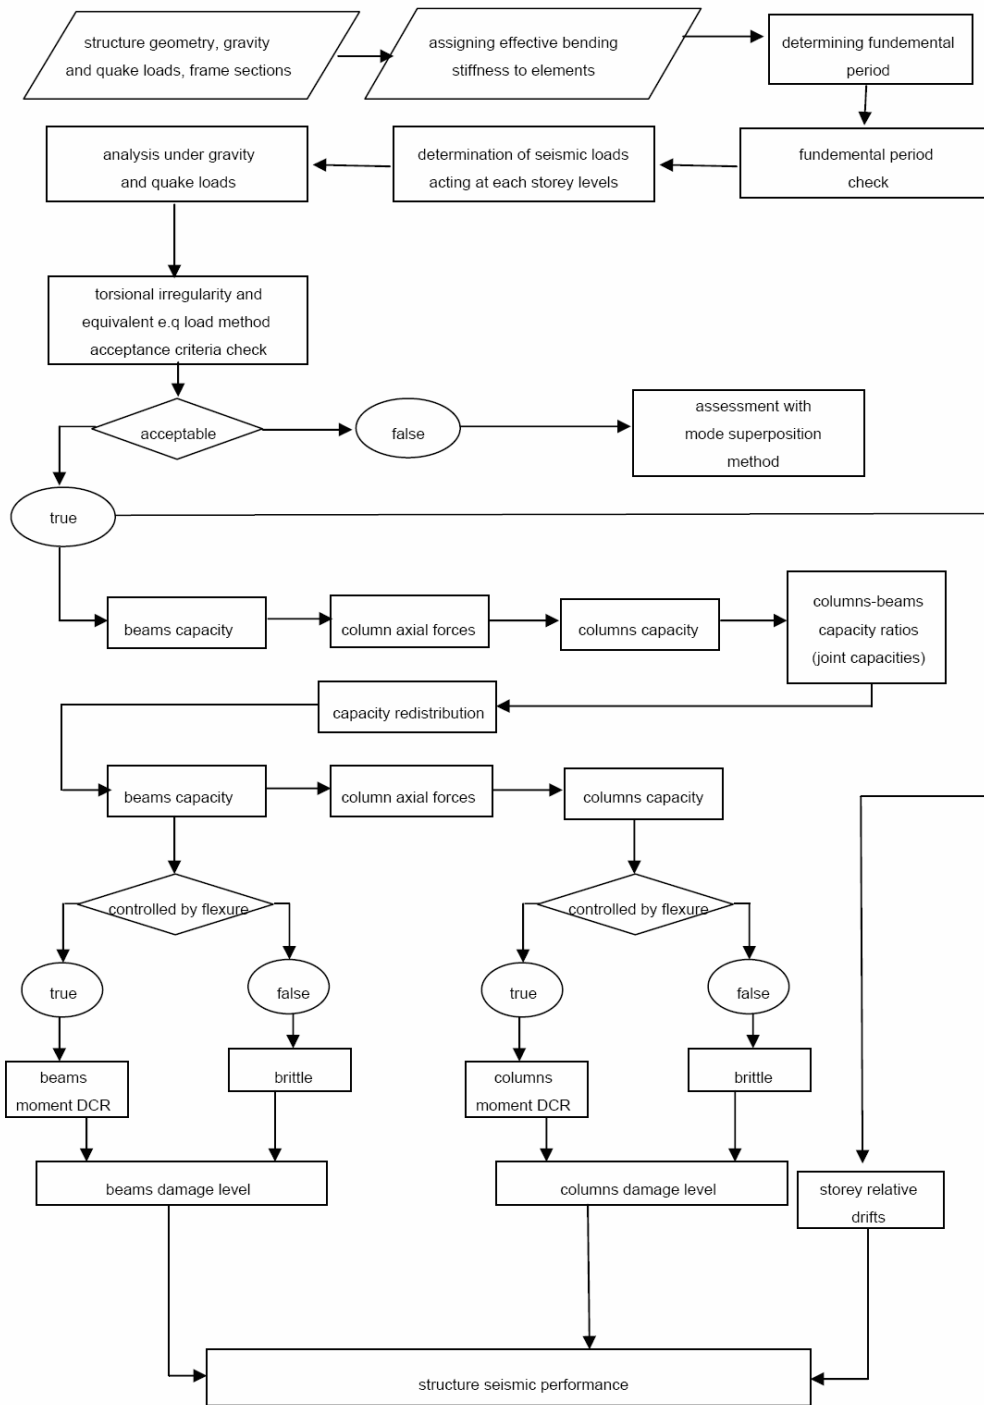 structure geometry, gravity
and quake loads, frame sections
assigning effective bending
stiffness to elements
determining fundemental
period
analysis under gravity
and quake loads
determination of seismic loads
acting at each storey levels
fundemental period
check
torsional irregularity and
equivalent e.q load method
acceptance criteria check
acceptable
false
assessment with
mode superposition
method
true
beams capacity
column axial forces
columns capacity
columns-beams
capacity ratios
(joint capacities)
capacity redistribution
beams capacity
column axial forces
columns capacity
controlled by flexure
controlled by flexure
true
false
true
false
beams
moment DCR
brittle
columns
moment DCR
brittle
beams damage level
columns damage level
storey relative
drifts
structure seismic performance